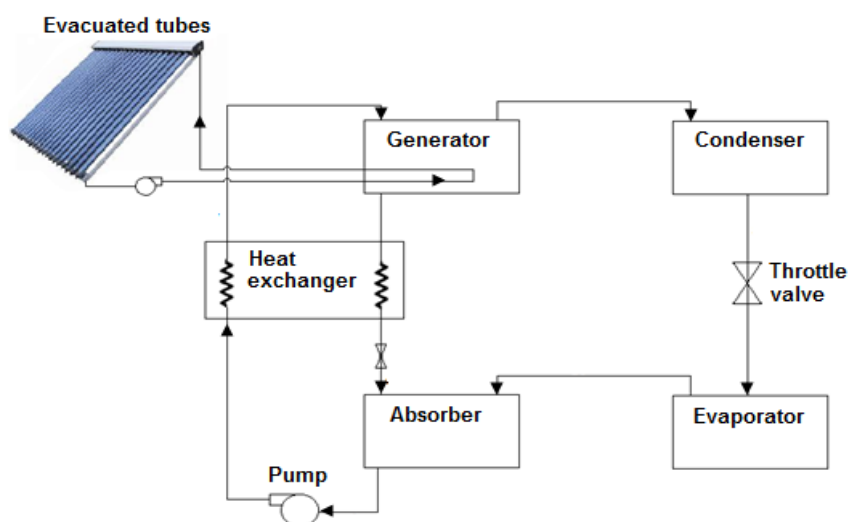 Evacuated tubes
Generator
Condenser
Heat
exchanger
Throttle
valve
Absorber
Evaporator
Pump